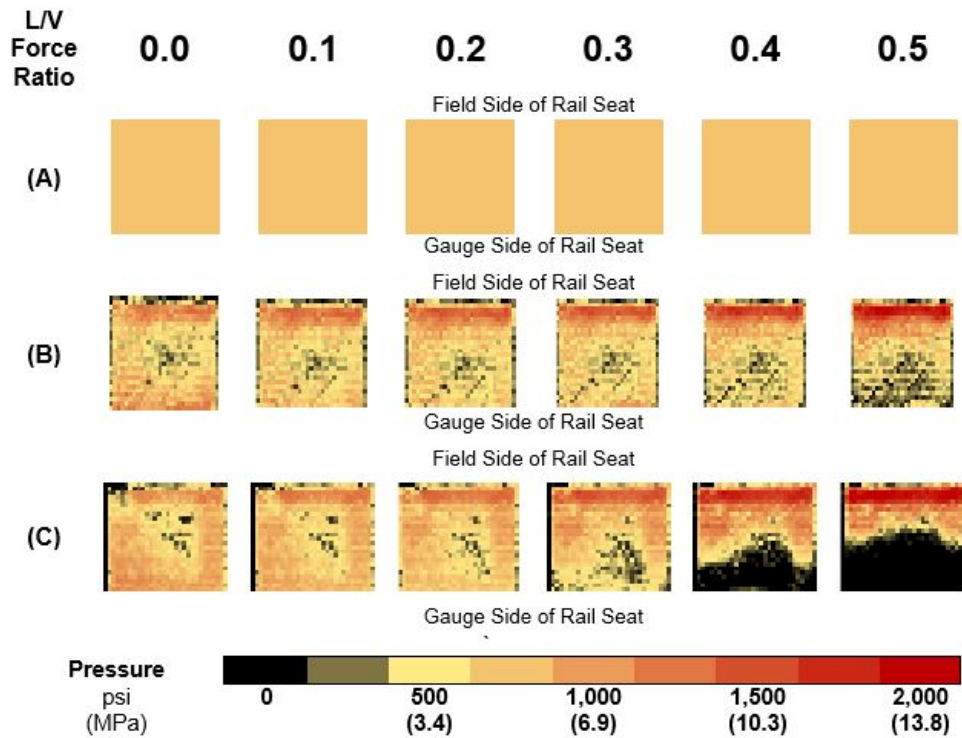 L/V
Force
Ratio
0.0 0.1 0.2 0.3 0.4 0.5
Field Side of Rail Seat
(A)
Gauge Side of Rail Seat
Field Side of Rail Seat
(B)
Gauge Side of Rail Seat
Field Side of Rail Seat
(C)
Gauge Side of Rail Seat
`
Pressure
psi 0 500 1,000 1,500 2,000
(MPa) (3.4) (6.9) (10.3) (13.8)